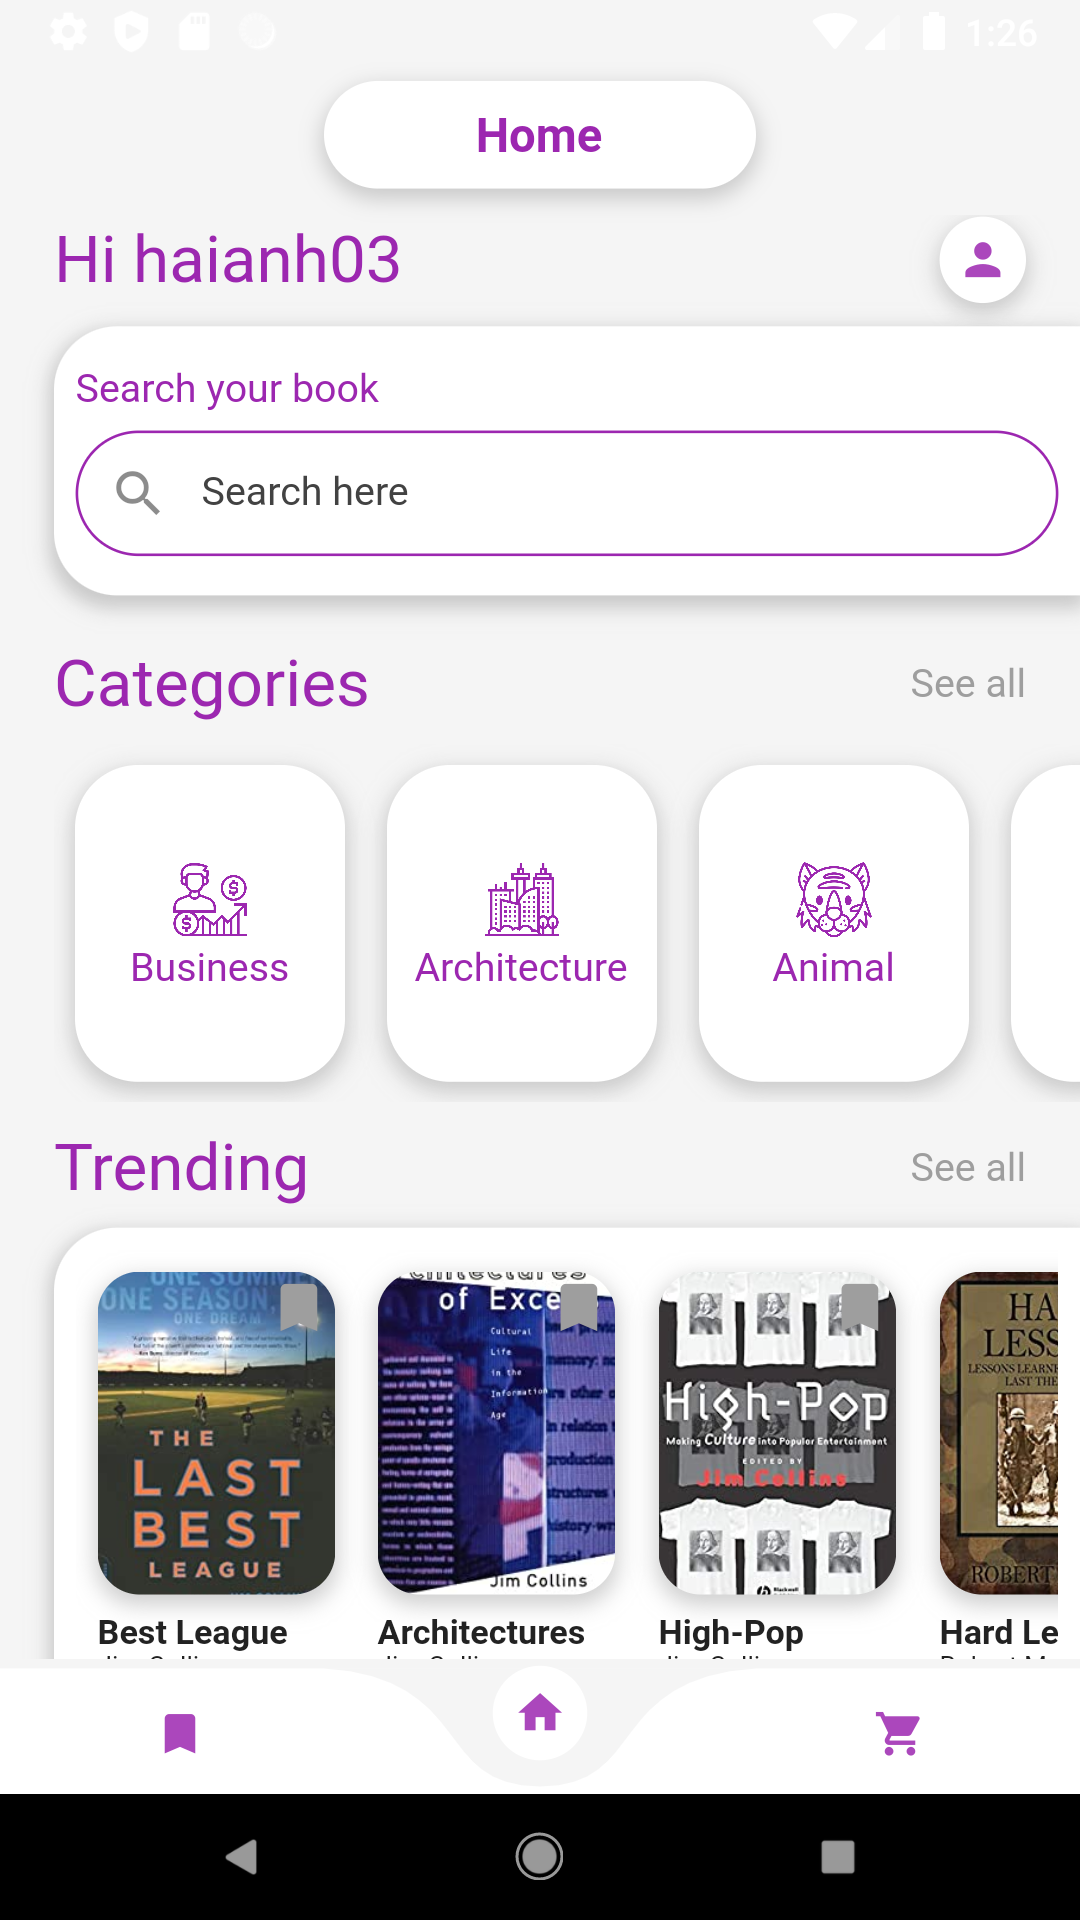 1:26
Home
Hi haianh03
Search your book
Search here
Categories
See all
Business
Architecture
Animal
Trending
See all
ONE SUMMER
ONE SEASON,
ONE DREAM
THE
LAST
BEST
LEAGUE
of Exce
Cultural
Life
in the
Information
Age
Jim Collins
High-Pop
Making Culture into Popular Entertainment
EDITED BY
Jim Collins
Blackwell
HA
LESS
LESSONS LEARN
LAST THE
ROBERT
Best League
Architectures
High-Pop
Hard Le